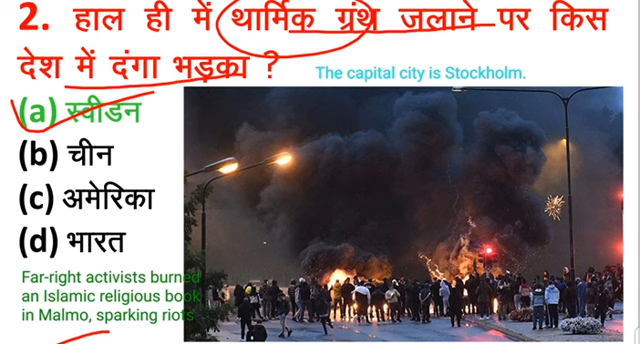 2. हाल ही में थार्मिक ग्रंथ जलाने पर किस
देश में दंगा भड़का ?
The capital city is Stockholm.
(a) स्वीडन
(b) चीन
(c) अमेरिका
(d) भारत
Far-right activists burned
an Islamic religious book
in Malmo, sparking riots